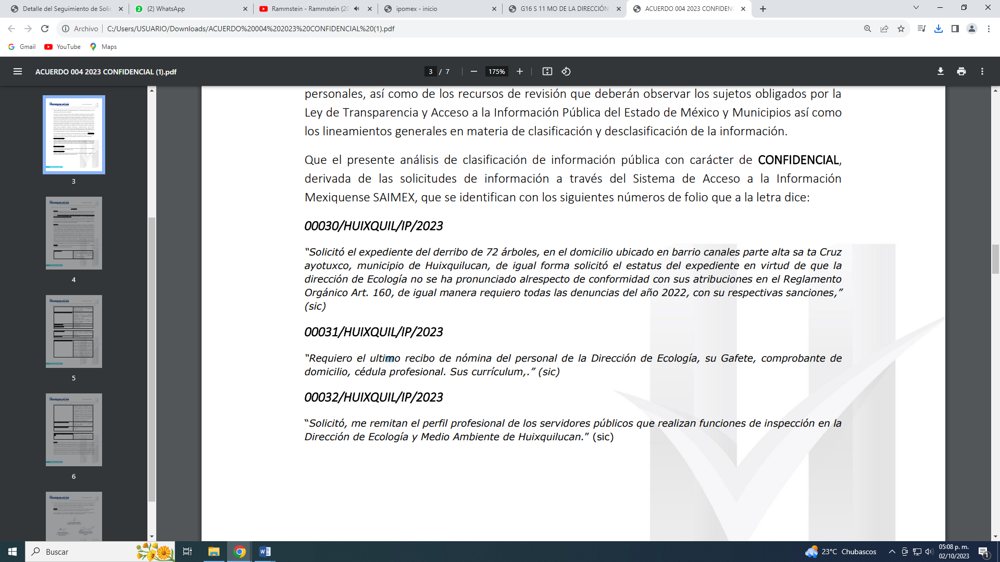 Detalle del Seguimiento de Solic
(2) WhatsApp
Rammstein - Rammstein (20
ipomex - inicio
G16 S 11 MO DE LA DIRECCIÓN
ACUERDO 004 2023 CONFIDENC
Archivo
C:/Users/USUARIO/Downloads/ACUERDO%20004%202023%20CONFIDENCIAL%20(1).pdf
Gmail
YouTube
Maps
ACUERDO 004 2023 CONFIDENCIAL (1).pdf
3 / 7
175%
HUIXQUILUCAN
3
HUIXQUILUCAN
4
HUIXQUILUCAN
5
HUIXQUILUCAN
6
HUIXQUILUCAN
personales, así como de los recursos de revisión que deberán observar los sujetos obligados por la
Ley de Transparencia y Acceso a la Información Pública del Estado de México y Municipios así como
los lineamientos generales en materia de clasificación y desclasificación de la información.
Que el presente análisis de clasificación de información pública con carácter de CONFIDENCIAL,
derivada de las solicitudes de información a través del Sistema de Acceso a la Información
Mexiquense SAIMEX, que se identifican con los siguientes números de folio que a la letra dice:
00030/HUIXQUIL/IP/2023
“Solicitó el expediente del derribo de 72 árboles, en el domicilio ubicado en barrio canales parte alta sa ta Cruz
ayotuxco, municipio de Huixquilucan, de igual forma solicitó el estatus del expediente en virtud de que la
dirección de Ecología no se ha pronunciado alrespecto de conformidad con sus atribuciones en el Reglamento
Orgánico Art. 160, de igual manera requiero todas las denuncias del año 2022, con su respectivas sanciones,”
(sic)
00031/HUIXQUIL/IP/2023
“Requiero el ultimo recibo de nómina del personal de la Dirección de Ecología, su Gafete, comprobante de
domicilio, cédula profesional. Sus currículum,.” (sic)
00032/HUIXQUIL/IP/2023
“Solicitó, me remitan el perfil profesional de los servidores públicos que realizan funciones de inspección en la
Dirección de Ecología y Medio Ambiente de Huixquilucan.” (sic)
Buscar
23°C Chubascos
05:08 p. m.
02/10/2023
1